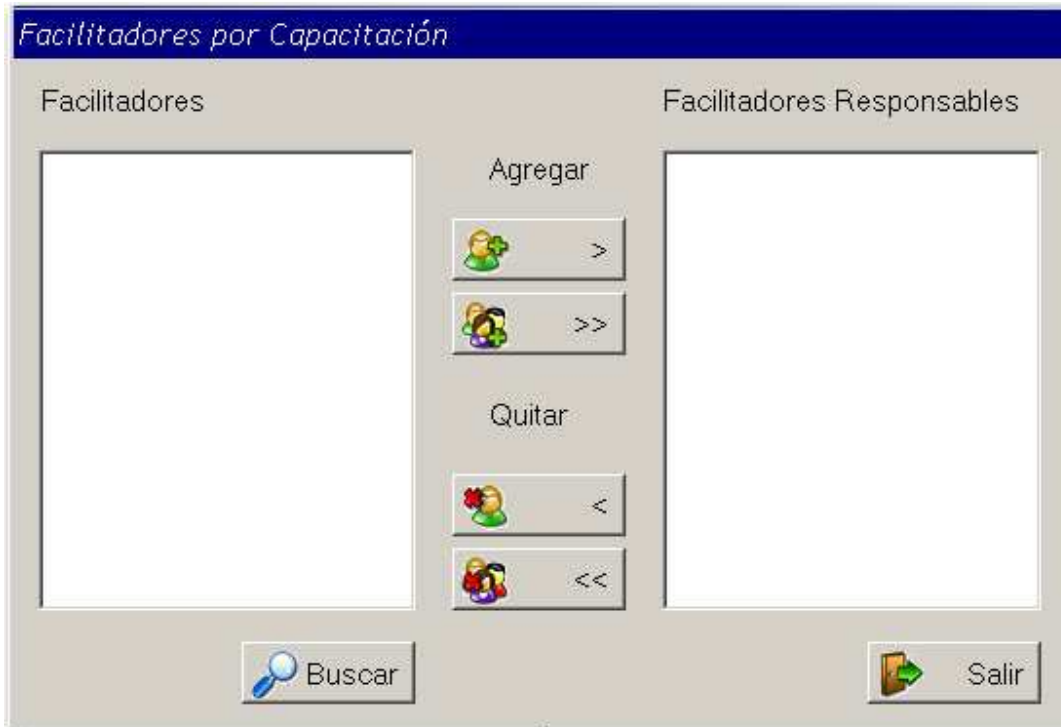 Facilitadores por Capacitación
Facilitadores
Facilitadores Responsables
Agregar
>
>>
Quitar
<
<<
Buscar
Salir